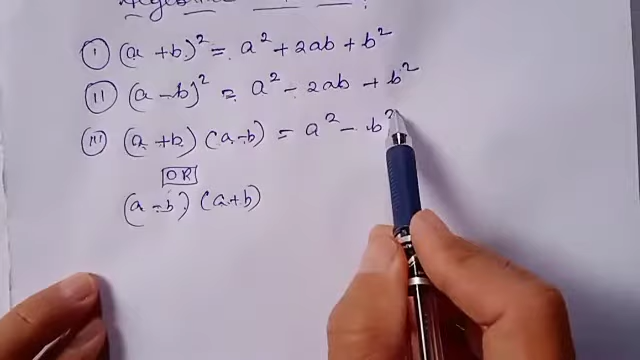 (I) (a + b)² = a² + 2ab + b²
(II) (a - b)² = a² - 2ab + b²
(III) (a + b) (a - b) = a² - b²
OR
(a - b) (a + b)